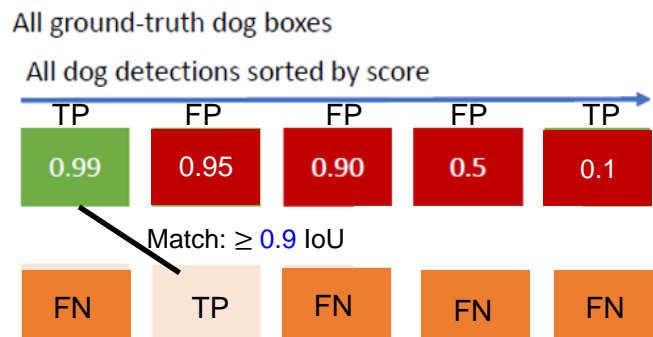 All ground-truth dog boxes
All dog detections sorted by score
TP FP FP FP TP
0.99 0.95 0.90 0.5 0.1
Match: ≥ 0.9 IoU
FN TP FN FN FN